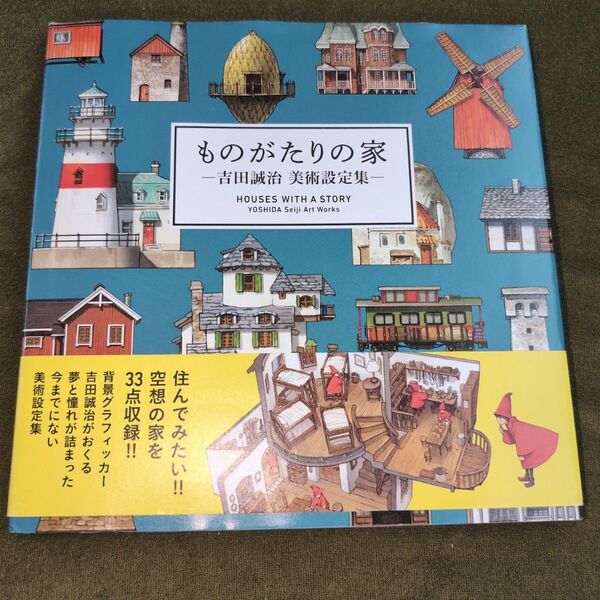 ものがたりの家
―吉田誠治 美術設定集―
HOUSES WITH A STORY
YOSHIDA Seiji Art Works
住んでみたい!!
空想の家を
33点収録!!
背景グラフィッカー
吉田誠治がおくる
夢と憧れが詰まった
今までにない
美術設定集